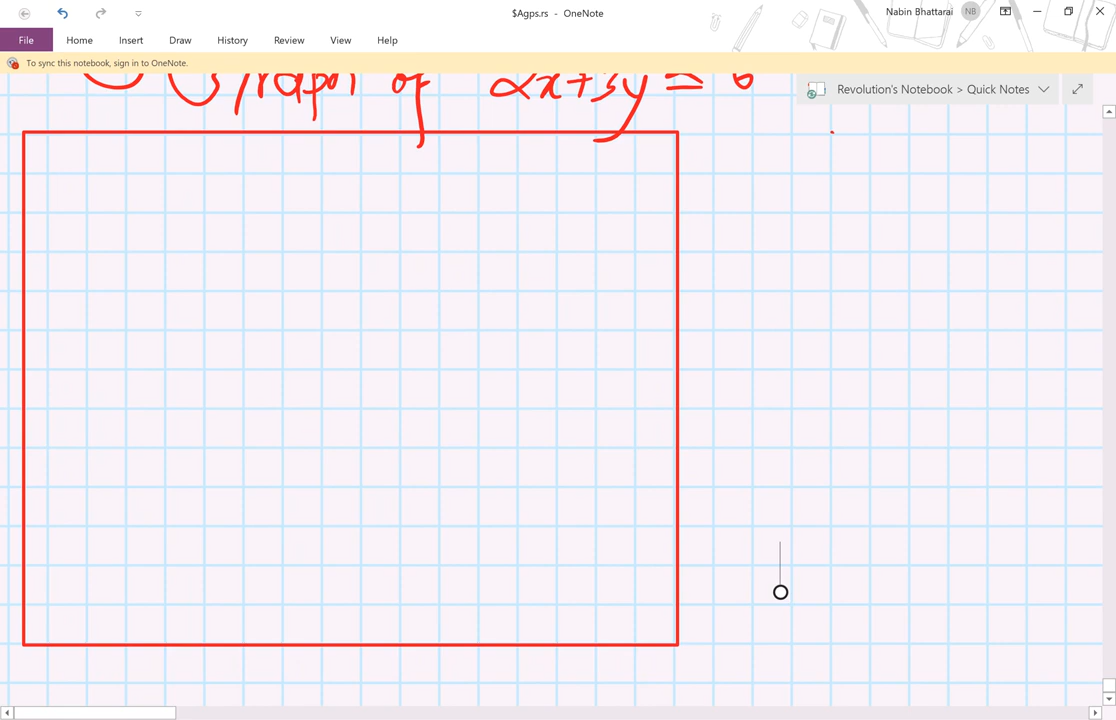 $Agps.rs - OneNote
Nabin Bhattarai NB
File Home Insert Draw History Review View Help
To sync this notebook, sign in to OneNote.
graph of 2x+3y = 6
Revolution's Notebook > Quick Notes